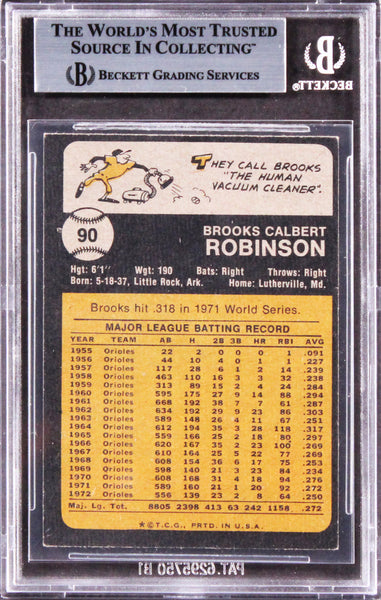 THE WORLD'S MOST TRUSTED
SOURCE IN COLLECTING™
BECKETT GRADING SERVICES
BECKETT
THEY CALL BROOKS
"THE HUMAN
VACUUM CLEANER".
90
BROOKS CALBERT
ROBINSON
Hgt: 6'1" Wgt: 190 Bats: Right Throws: Right
Born: 5-18-37, Little Rock, Ark. Home: Lutherville, Md.
Brooks hit .318 in 1971 World Series.
MAJOR LEAGUE BATTING RECORD
YEAR TEAM AB H 2B 3B HR RBI AVG
1955 Orioles 22 2 0 0 0 1 .091
1956 Orioles 44 10 4 0 1 1 .227
1957 Orioles 117 28 6 1 2 14 .239
1958 Orioles 463 110 16 3 3 32 .238
1959 Orioles 313 89 15 2 4 24 .284
1960 Orioles 595 175 27 9 14 88 .294
1961 Orioles 668 192 38 7 7 61 .287
1962 Orioles 634 192 29 9 23 86 .303
1963 Orioles 589 148 26 4 11 67 .251
1964 Orioles 612 194 35 3 28 118 .317
1965 Orioles 559 166 25 2 18 80 .297
1966 Orioles 620 167 35 2 23 100 .269
1967 Orioles 610 164 25 5 22 77 .269
1968 Orioles 608 154 36 6 17 75 .253
1969 Orioles 598 140 21 3 23 84 .234
1970 Orioles 608 168 31 4 18 94 .276
1971 Orioles 589 160 21 1 20 92 .272
1972 Orioles 556 139 23 2 8 64 .250
Maj. Lg. Tot. 8805 2398 413 63 242 1158 .272
*©T.C.G., PRTD. IN U.S.A.
PAT. 6295750 B1